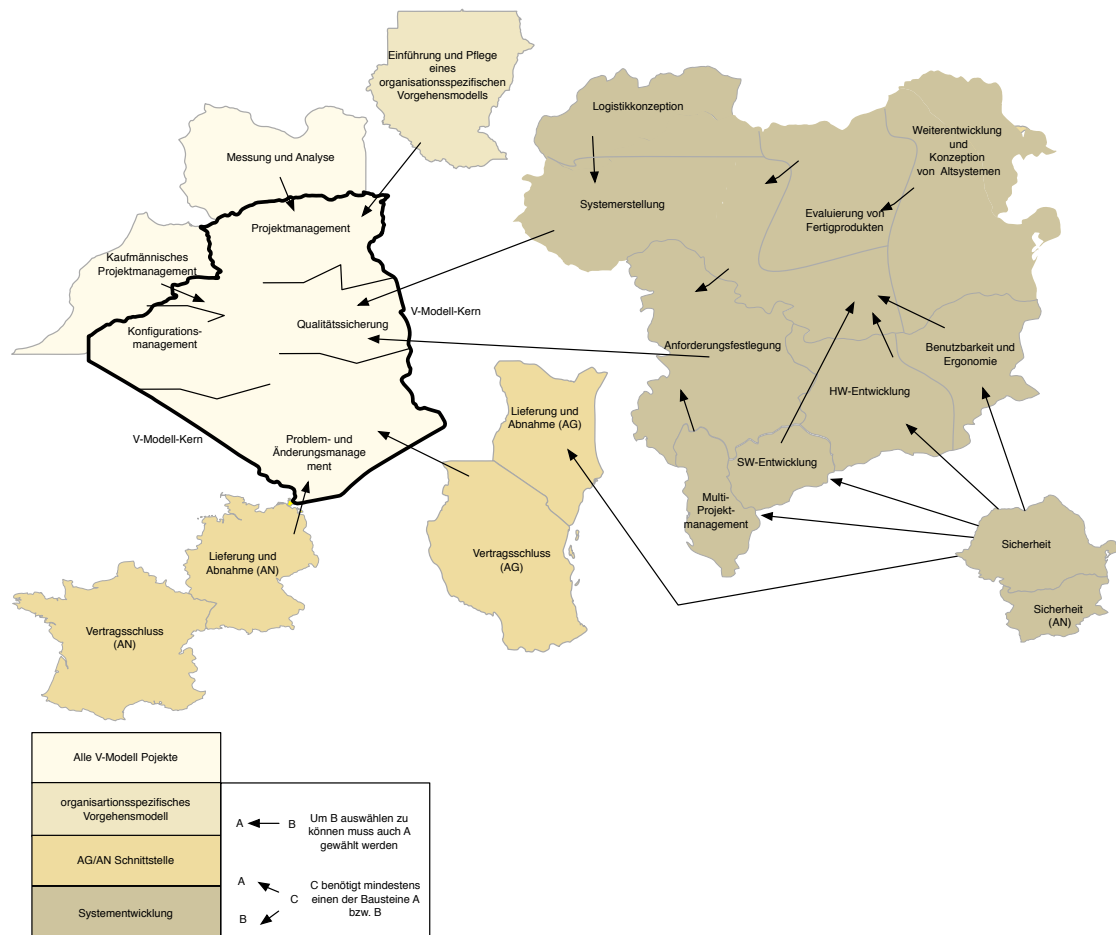 Einführung und Pflege
eines
organisationsspezifischen
Vorgehensmodells
Messung und Analyse
Projektmanagement
Kaufmännisches
Projektmanagement
Konfigurations-
management
Qualitätssicherung
V-Modell-Kern
V-Modell-Kern
Problem- und
Änderungsmanage
ment
Logistikkonzeption
Systemerstellung
Weiterentwicklung
und
Konzeption
von Altsystemen
Evaluierung von
Fertigprodukten
Anforderungsfestlegung
Benutzbarkeit und
Ergonomie
HW-Entwicklung
SW-Entwicklung
Multi-
Projekt-
management
Lieferung und
Abnahme (AG)
Vertragsschluss
(AG)
Lieferung und
Abnahme (AN)
Vertragsschluss
(AN)
Sicherheit
Sicherheit
(AN)
Alle V-Modell Pojekte
organisartionsspezifisches
Vorgehensmodell
AG/AN Schnittstelle
Systementwicklung
A
B
Um B auswählen zu
können muss auch A
gewählt werden
A
C
B
C benötigt mindestens
einen der Bausteine A
bzw. B